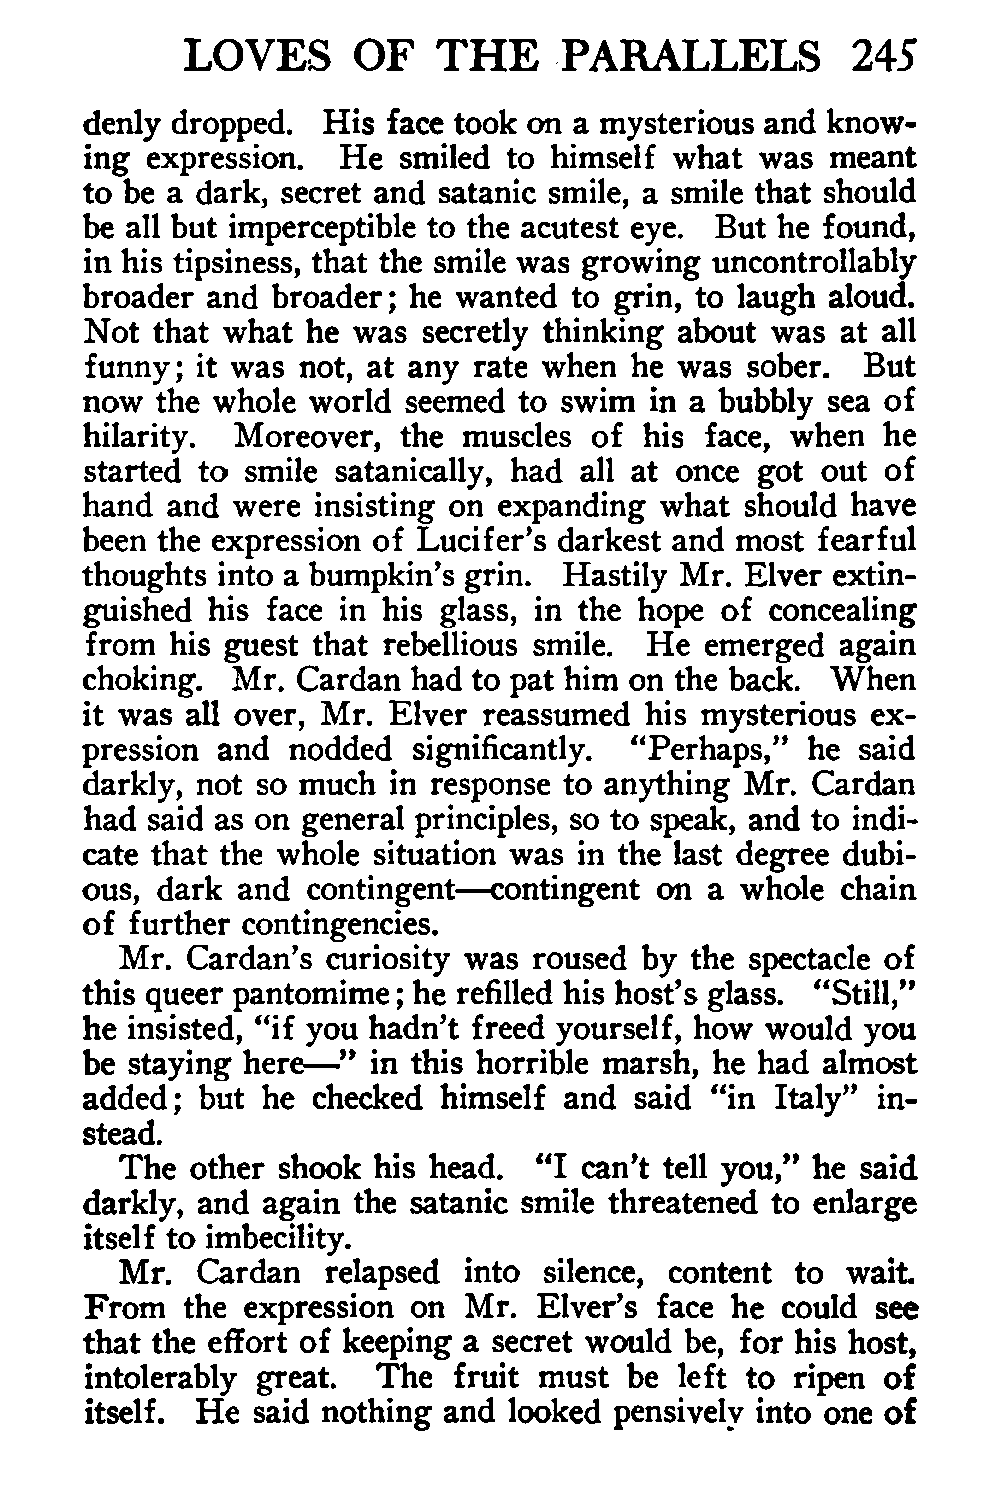 LOVES OF THE PARALLELS 245
denly dropped. His face took on a mysterious and know-
ing expression. He smiled to himself what was meant
to be a dark, secret and satanic smile, a smile that should
be all but imperceptible to the acutest eye. But he found,
in his tipsiness, that the smile was growing uncontrollably
broader and broader; he wanted to grin, to laugh aloud.
Not that what he was secretly thinking about was at all
funny; it was not, at any rate when he was sober. But
now the whole world seemed to swim in a bubbly sea of
hilarity. Moreover, the muscles of his face, when he
started to smile satanically, had all at once got out of
hand and were insisting on expanding what should have
been the expression of Lucifer's darkest and most fearful
thoughts into a bumpkin's grin. Hastily Mr. Elver extin-
guished his face in his glass, in the hope of concealing
from his guest that rebellious smile. He emerged again
choking. Mr. Cardan had to pat him on the back. When
it was all over, Mr. Elver reassumed his mysterious ex-
pression and nodded significantly. "Perhaps," he said
darkly, not so much in response to anything Mr. Cardan
had said as on general principles, so to speak, and to indi-
cate that the whole situation was in the last degree dubi-
ous, dark and contingent—contingent on a whole chain
of further contingencies.
Mr. Cardan's curiosity was roused by the spectacle of
this queer pantomime; he refilled his host's glass. "Still,"
he insisted, "if you hadn't freed yourself, how would you
be staying here—" in this horrible marsh, he had almost
added; but he checked himself and said "in Italy" in-
stead.
The other shook his head. "I can't tell you," he said
darkly, and again the satanic smile threatened to enlarge
itself to imbecility.
Mr. Cardan relapsed into silence, content to wait.
From the expression on Mr. Elver's face he could see
that the effort of keeping a secret would be, for his host,
intolerably great. The fruit must be left to ripen of
itself. He said nothing and looked pensively into one of